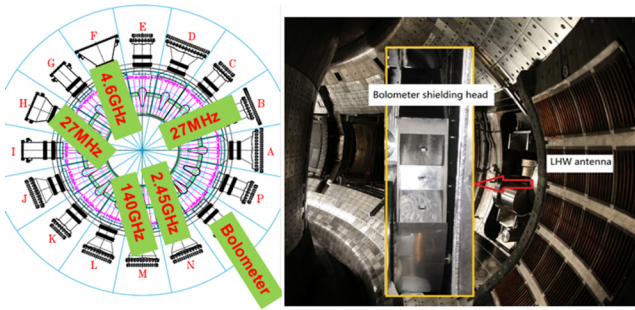 E
F
D
G
C
4.6GHz
H
B
27MHz
27MHz
I
A
J
P
140GHz
2.45GHz
K
Bolometer
L
N
M
Bolometer shielding head
LHW antenna